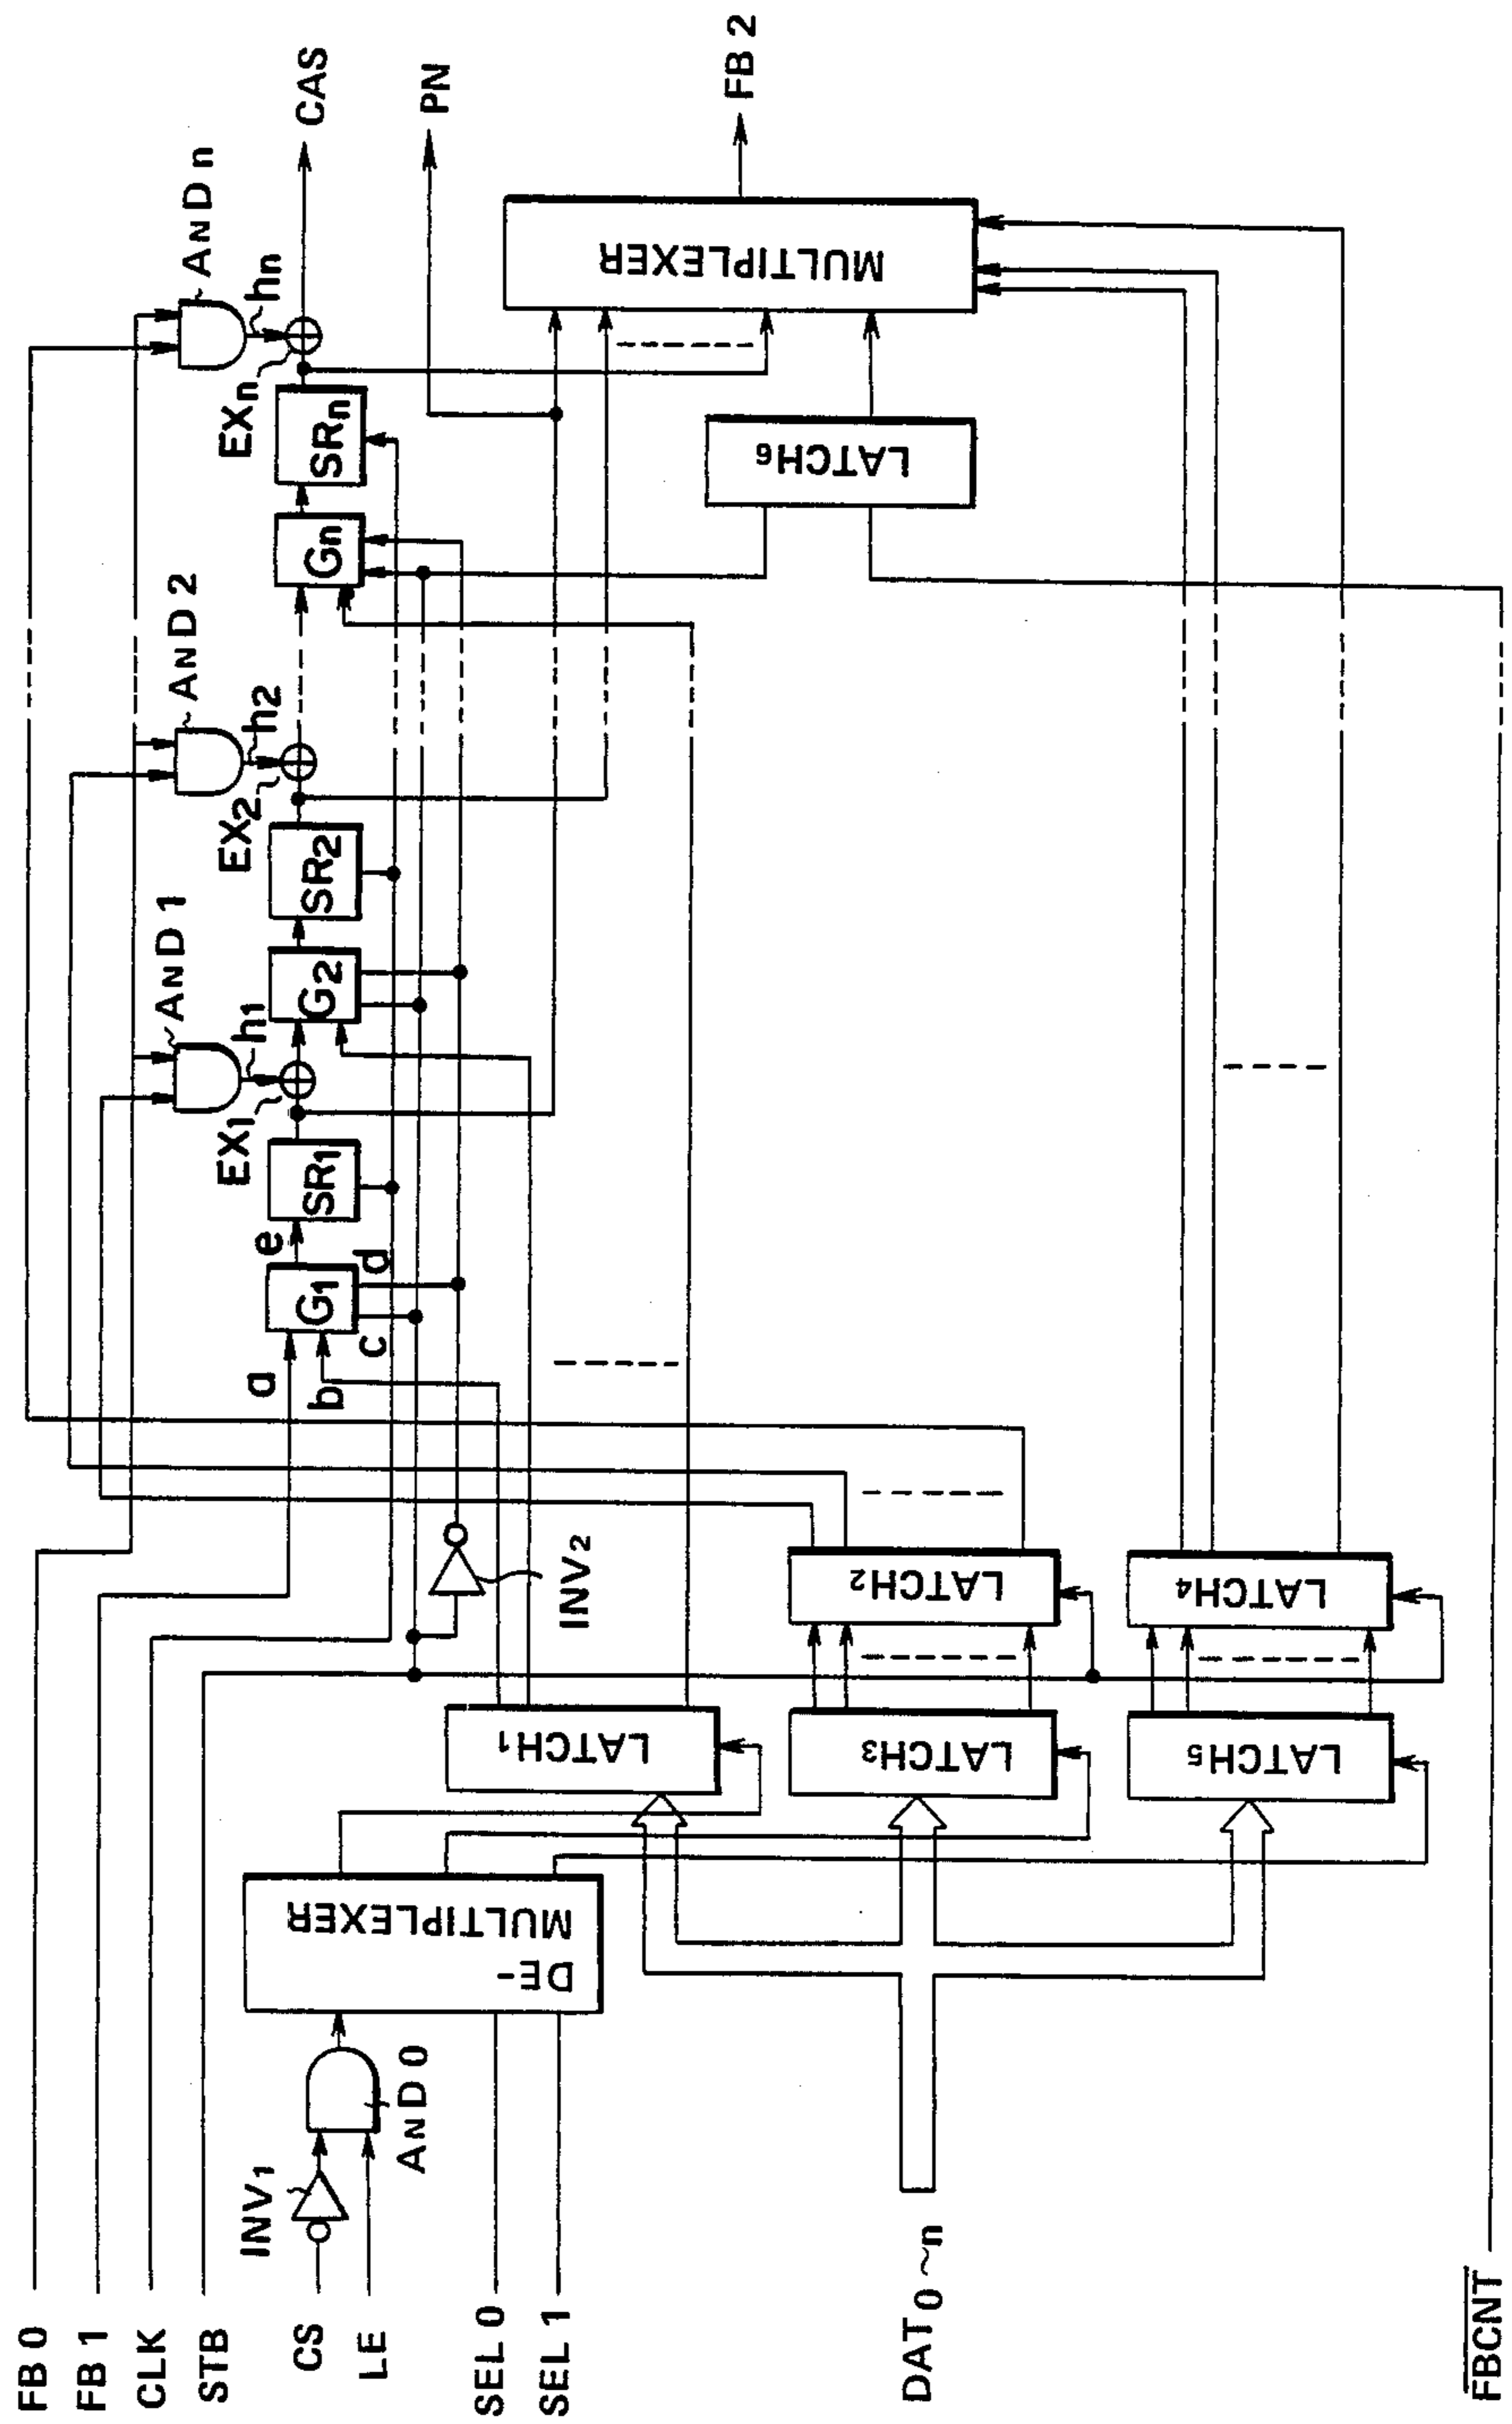 FB 0
FB 1
CLK
STB
CS
LE
SEL 0
SEL 1
DAT0~n
FBCNT
INV1
AND 0
DE-
MULTIPLEXER
LATCH1
LATCH3
LATCH5
LATCH2
LATCH4
INV2
a
b
c
d
e
G1
SR1
EX1
h1
AND 1
G2
SR2
EX2
h2
AND 2
Gn
SRn
EXn
hn
AND n
LATCH6
MULTIPLEXER
CAS
PN
FB 2